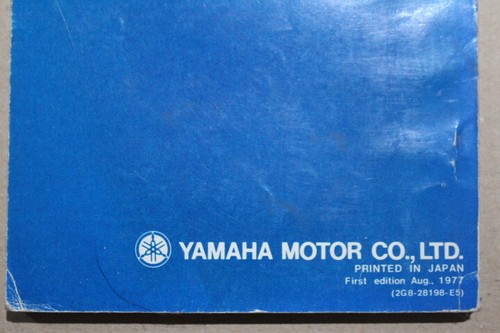 YAMAHA MOTOR CO., LTD.
PRINTED IN JAPAN
First edition Aug., 1977
(2G8-28198-E5)